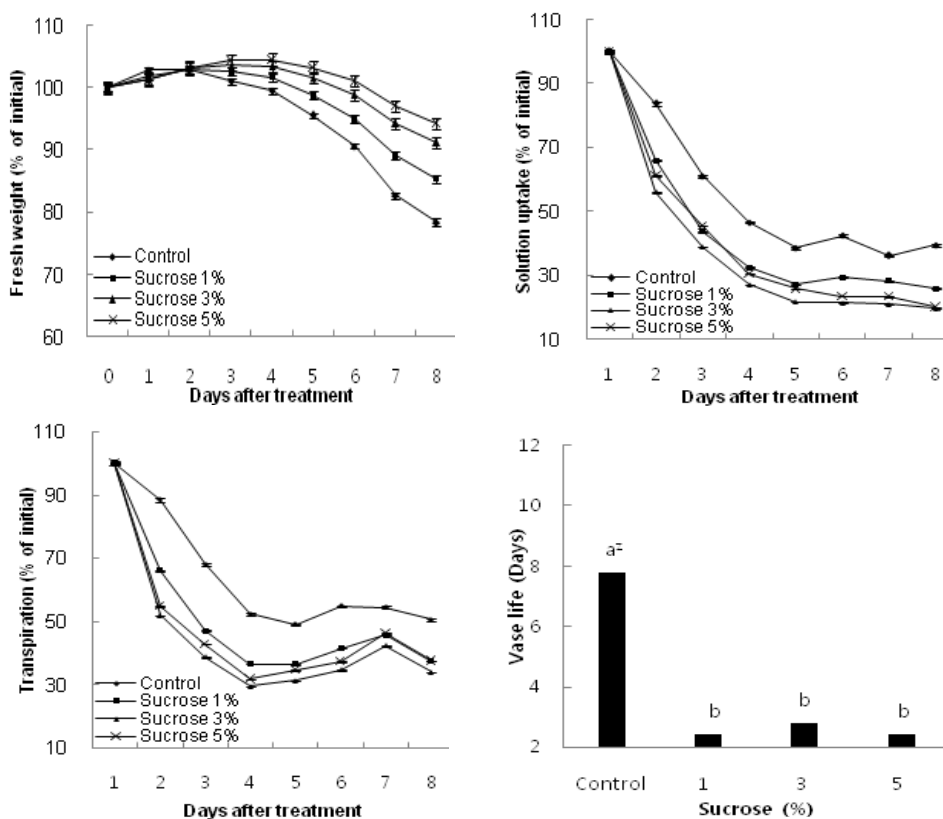 110
100
90
80
70
60
Fresh weight (% of initial)
Control
Sucrose 1%
Sucrose 3%
Sucrose 5%
0 1 2 3 4 5 6 7 8
Days after treatment
110
90
70
50
30
10
Solution uptake (% of initial)
Control
Sucrose 1%
Sucrose 3%
Sucrose 5%
1 2 3 4 5 6 7 8
Days after treatment
110
90
70
50
30
10
Transpiration (% of initial)
Control
Sucrose 1%
Sucrose 3%
Sucrose 5%
1 2 3 4 5 6 7 8
Days after treatment
12
10
8
6
4
2
Vase life (Days)
a
b
b
b
Control 1 3 5
Sucrose (%)